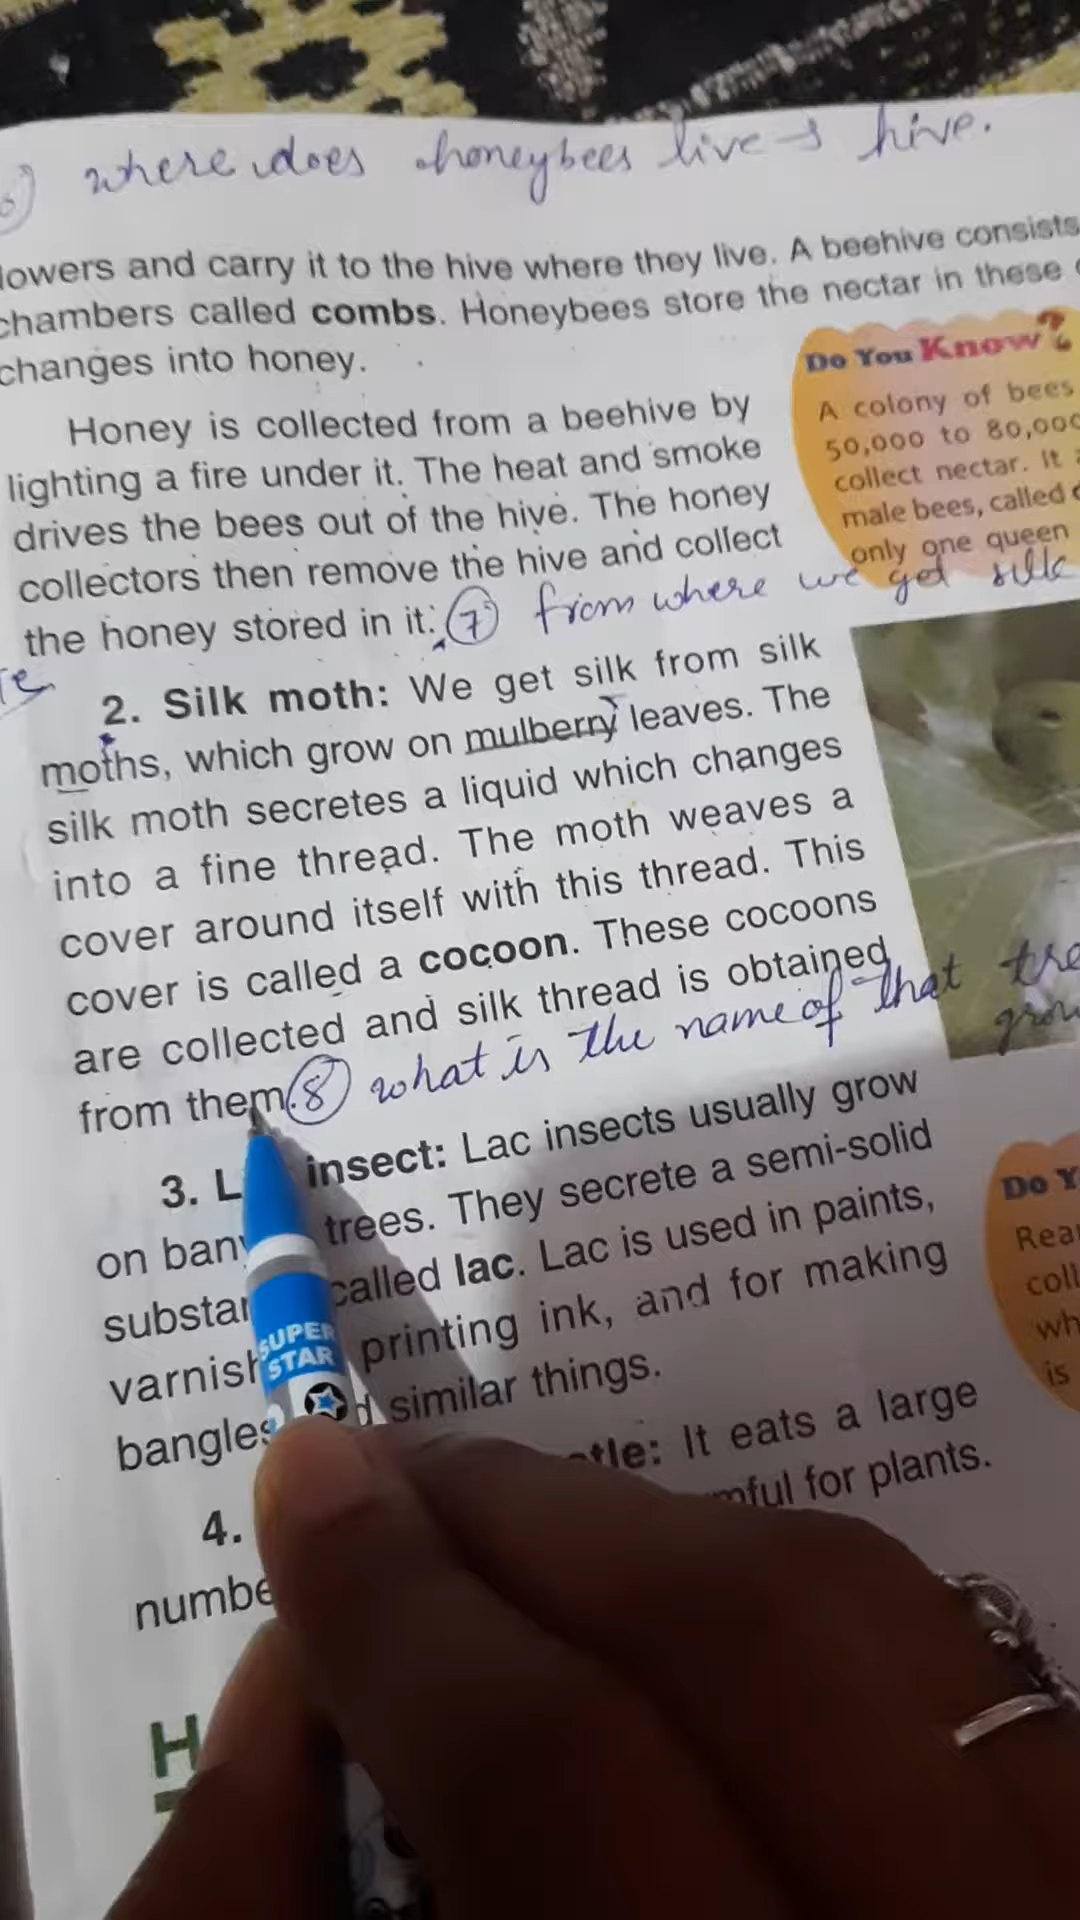 where does honeybees live → hive.
lowers and carry it to the hive where they live. A beehive consists
chambers called combs. Honeybees store the nectar in these
changes into honey.
Honey is collected from a beehive by
lighting a fire under it. The heat and smoke
drives the bees out of the hive. The honey
collectors then remove the hive and collect
the honey stored in it.
Do You Know?
A colony of bees
50,000 to 80,000
collect nectar. It
male bees, called
only one queen
7 from where we get silk
2. Silk moth: We get silk from silk
moths, which grow on mulberry leaves. The
silk moth secretes a liquid which changes
into a fine thread. The moth weaves a
cover around itself with this thread. This
cover is called a cocoon. These cocoons
are collected and silk thread is obtained
from them.
8 what is the name of that tre
grow
3. L insect: Lac insects usually grow
on bany trees. They secrete a semi-solid
substan called lac. Lac is used in paints,
varnish printing ink, and for making
bangles d similar things.
4. tle: It eats a large
numbe mful for plants.
Do Y
Rear
coll
wh
is
SUPER
STAR
H